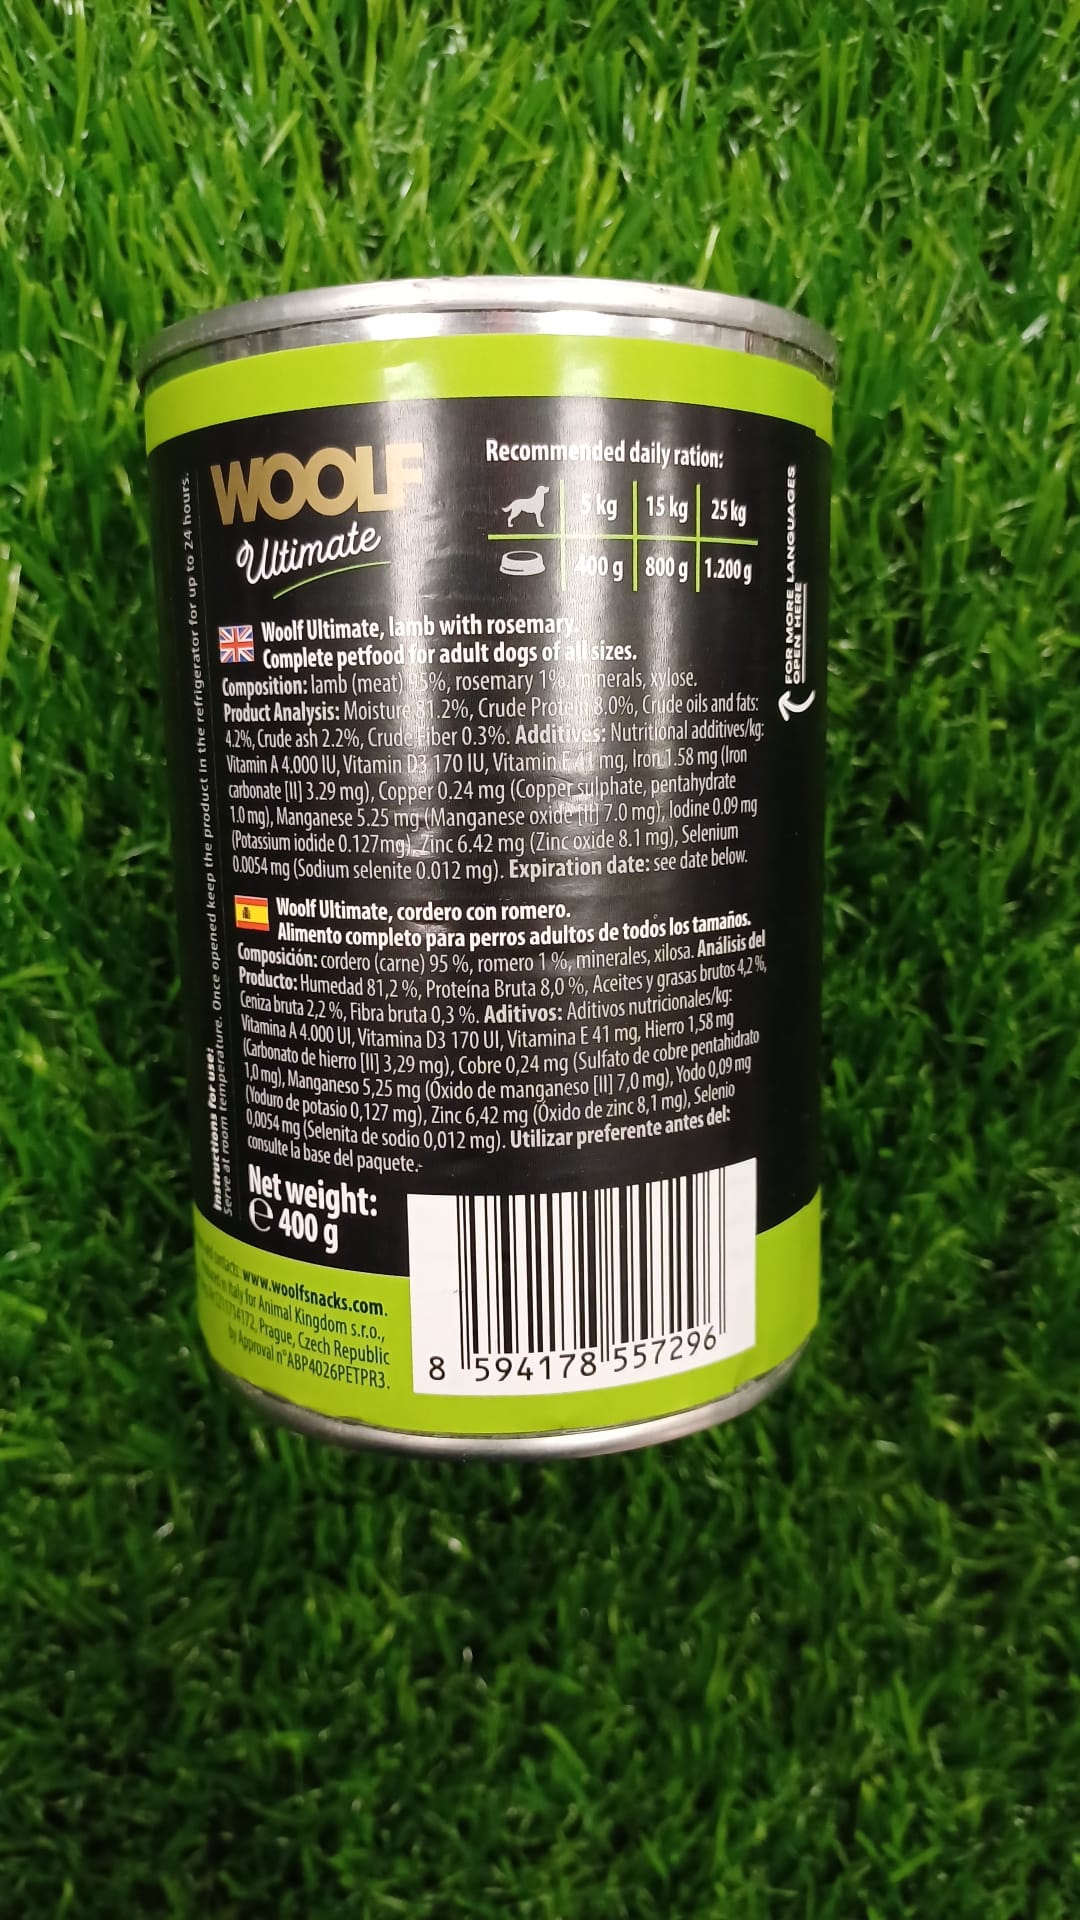 WOOLF
Ultimate
Recommended daily ration:
5 kg 15 kg 25 kg
400 g 800 g 1.200 g
FOR MORE LANGUAGES
OPEN HERE
Instructions for use:
Serve at room temperature. Once opened keep the product in the refrigerator for up to 24 hours.
Woolf Ultimate, lamb with rosemary.
Complete petfood for adult dogs of all sizes.
Composition: lamb (meat) 95%, rosemary 1%, minerals, xylose.
Product Analysis: Moisture 81.2%, Crude Protein 8.0%, Crude oils and fats:
4.2%, Crude ash 2.2%, Crude Fiber 0.3%. Additives: Nutritional additives/kg:
Vitamin A 4.000 IU, Vitamin D3 170 IU, Vitamin E 41 mg, Iron 1.58 mg (Iron
carbonate [II] 3.29 mg), Copper 0.24 mg (Copper sulphate, pentahydrate
1.0 mg), Manganese 5.25 mg (Manganese oxide [II] 7.0 mg), Iodine 0.09 mg
(Potassium iodide 0.127mg), Zinc 6.42 mg (Zinc oxide 8.1 mg), Selenium
0.0054 mg (Sodium selenite 0.012 mg). Expiration date: see date below.
Woolf Ultimate, cordero con romero.
Alimento completo para perros adultos de todos los tamaños.
Composición: cordero (carne) 95 %, romero 1 %, minerales, xilosa. Análisis del
Producto: Humedad 81,2 %, Proteína Bruta 8,0 %, Aceites y grasas brutos 4,2 %,
Ceniza bruta 2,2 %, Fibra bruta 0,3 %. Aditivos: Aditivos nutricionales/kg:
Vitamina A 4.000 UI, Vitamina D3 170 UI, Vitamina E 41 mg, Hierro 1,58 mg
(Carbonato de hierro [II] 3,29 mg), Cobre 0,24 mg (Sulfato de cobre pentahidrato
1,0 mg), Manganeso 5,25 mg (Óxido de manganeso [II] 7,0 mg), Yodo 0,09 mg
(Yoduro de potasio 0,127 mg), Zinc 6,42 mg (Óxido de zinc 8,1 mg), Selenio
0,0054 mg (Selenita de sodio 0,012 mg). Utilizar preferente antes del:
consulte la base del paquete.-
Net weight:
e 400 g
www.woolfsnacks.com.
Italy for Animal Kingdom s.r.o.,
Prague, Czech Republic
by Approval n°ABP4026PETPR3.
8 594178 557296